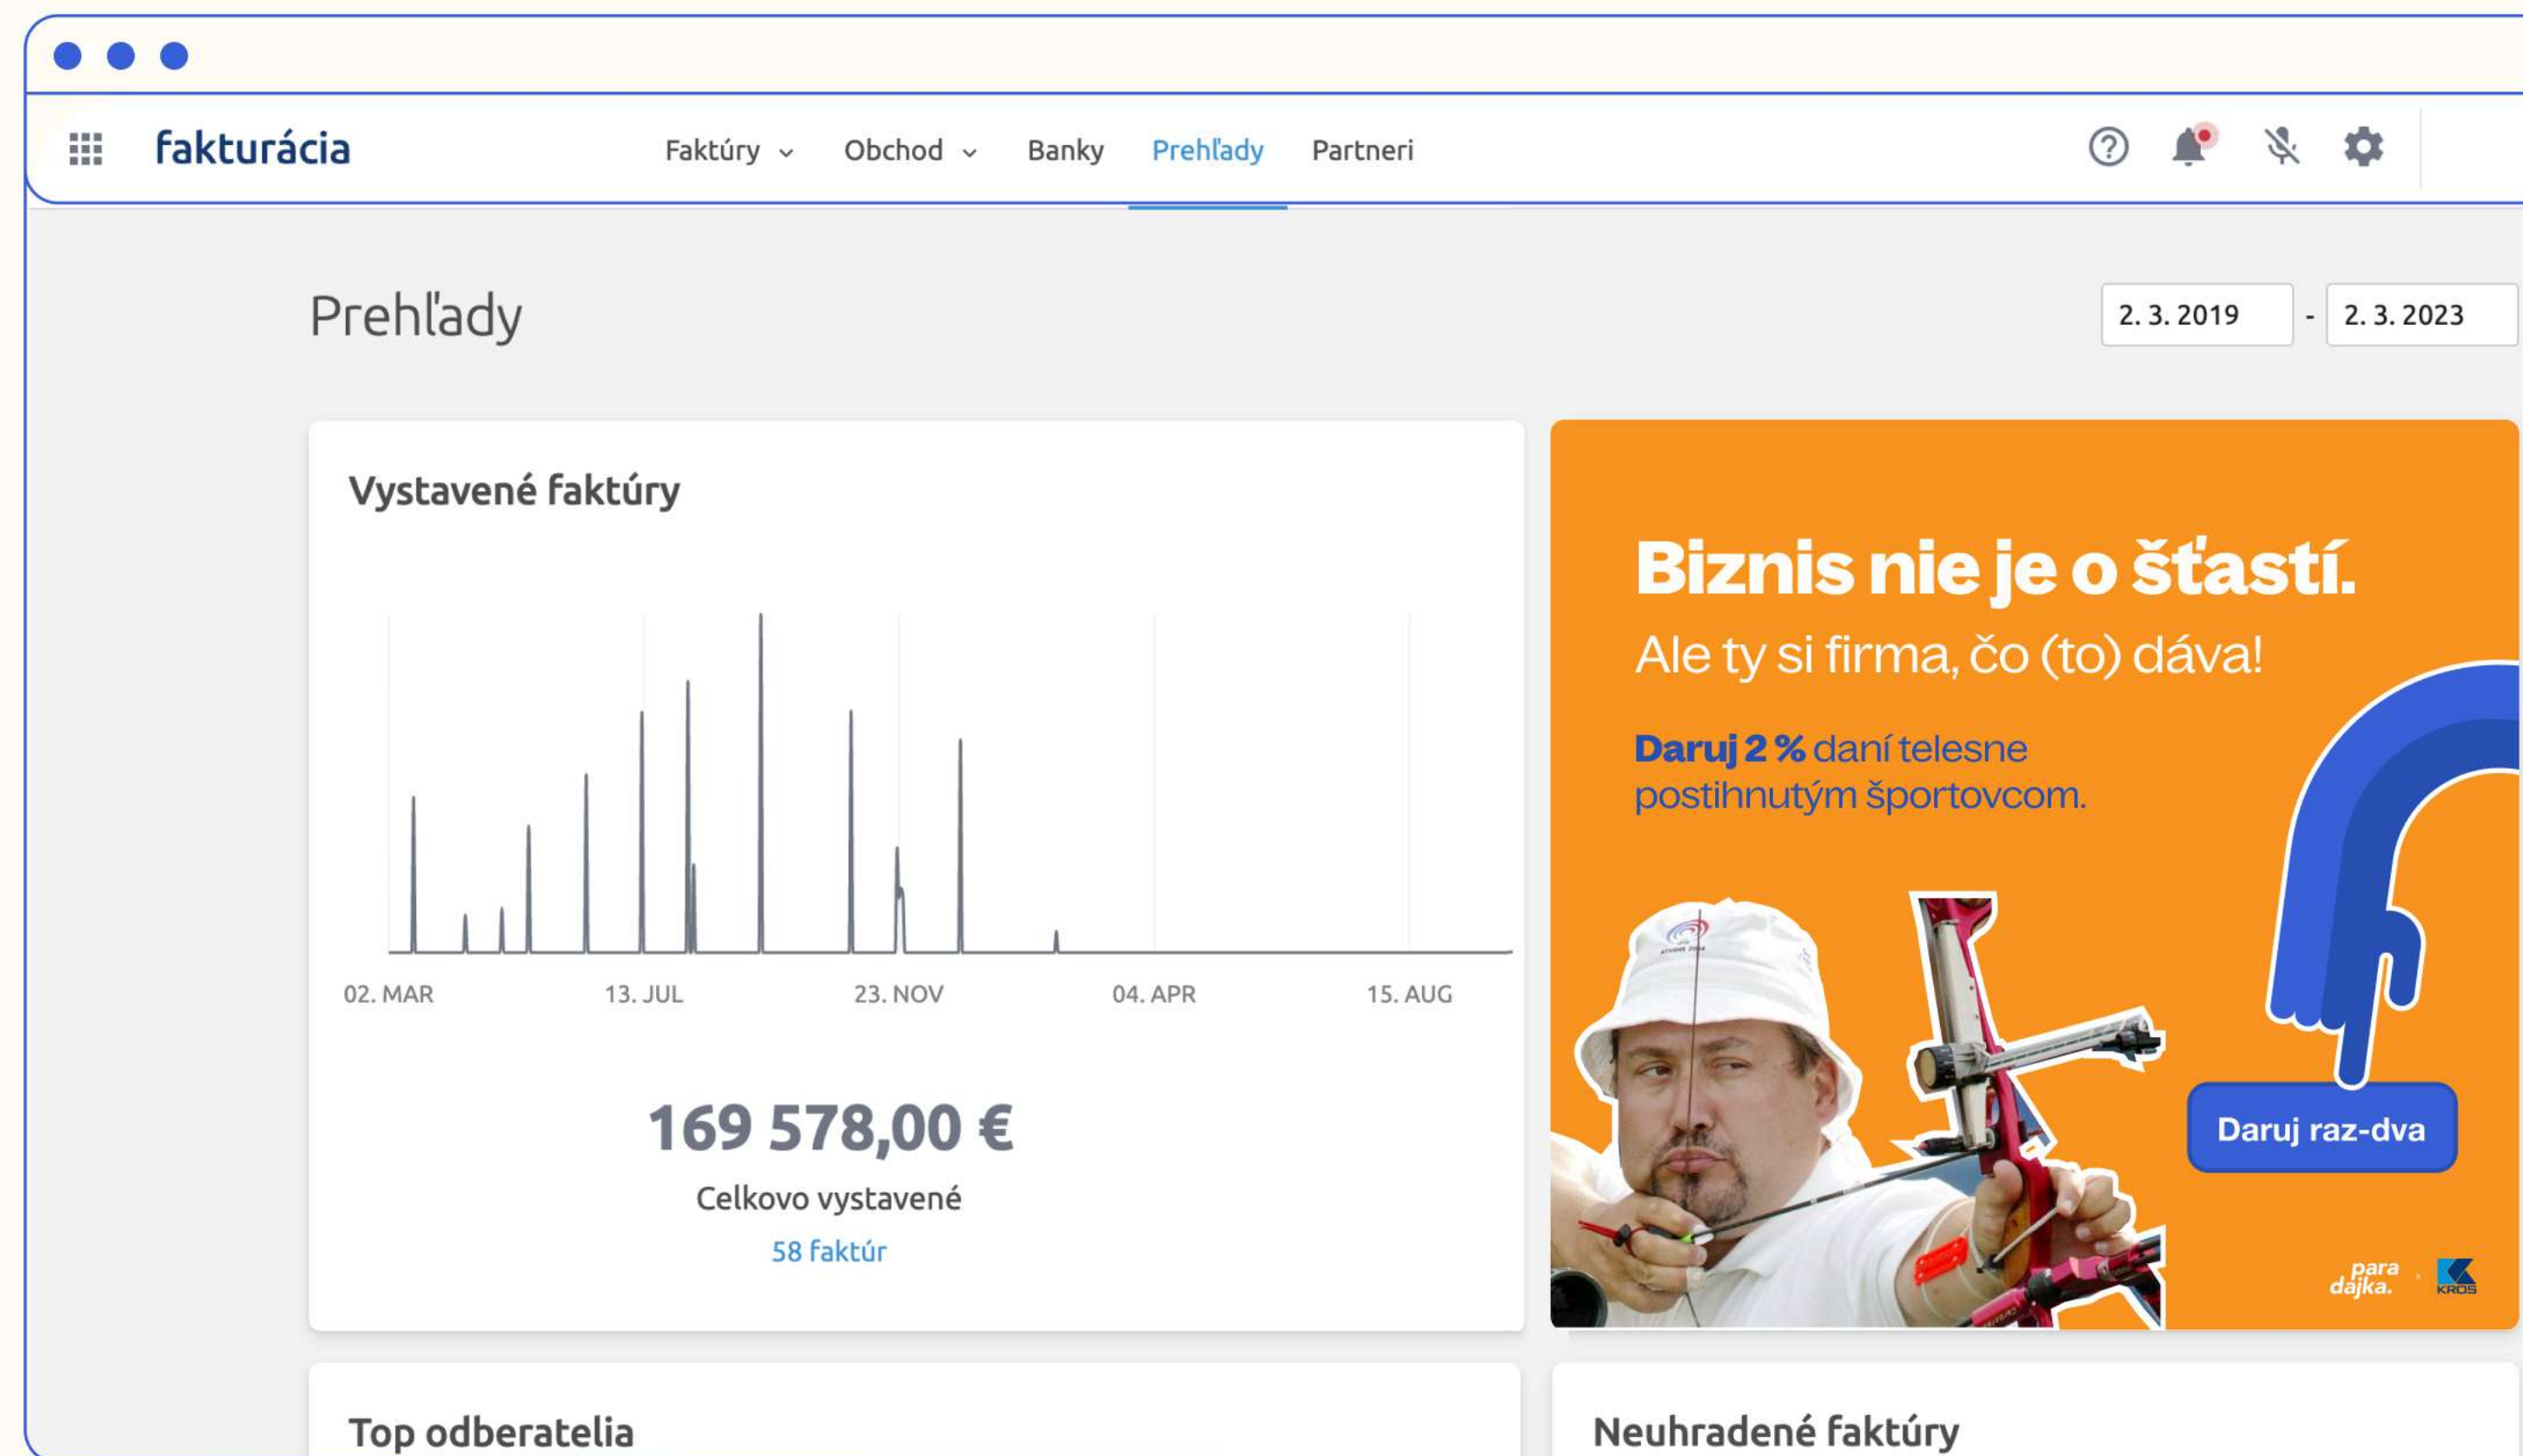 fakturácia
Faktúry
Obchod
Banky
Prehľady
Partneri
Prehľady
2. 3. 2019 - 2. 3. 2023
Vystavené faktúry
02. MAR
13. JUL
23. NOV
04. APR
15. AUG
169 578,00 €
Celkovo vystavené
58 faktúr
Biznis nie je o šťastí.
Ale ty si firma, čo (to) dáva!
Daruj 2 % daní telesne
postihnutým športovcom.
ATHENS 2004
Daruj raz-dva
para
dajka.
x
KROS
Top odberatelia
Neuhradené faktúry